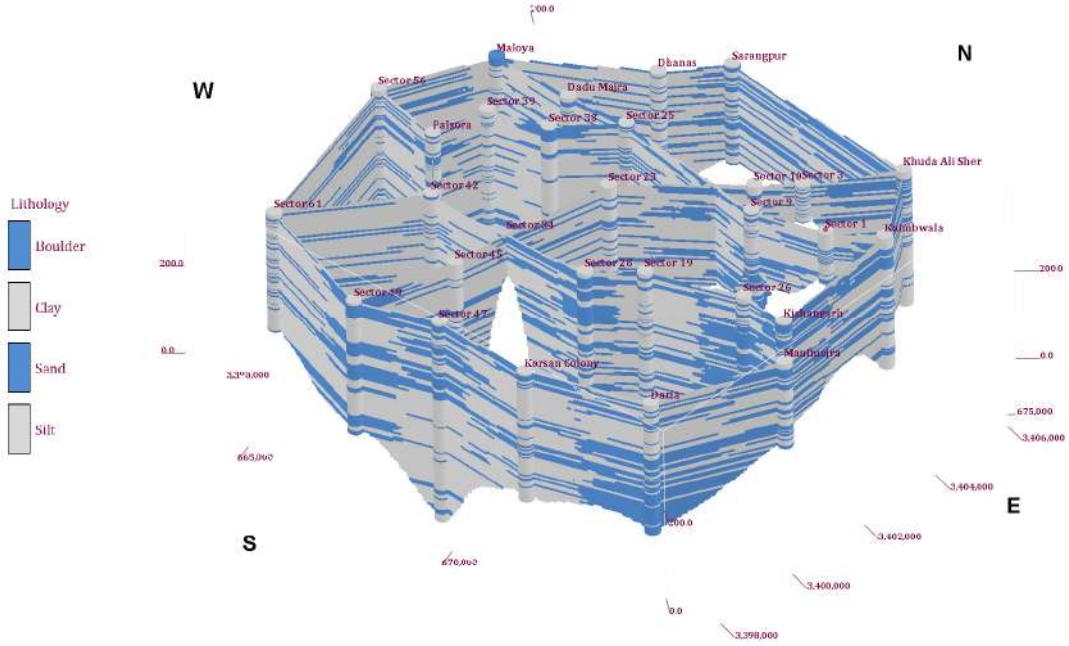 200.0
Maloya
Dhanas
Sarangpur
N
W
Sector 56
Dadu Majra
Sector 39
Palsora
Sector 38
Sector 25
Khuda Ali Sher
Sector 42
Sector 23
Sector 10
Sector 3
Lithology
Sector 61
Sector 9
Boulder
Sector 34
Sector 1
Kaimbwala
200.0
Sector 45
Sector 28
Sector 19
200.0
Clay
Sector 26
Kishangarh
0.0
Sector 47
Manimajra
0.0
Sand
Karsan Colony
Daria
675,000
Silt
3,406,000
665,000
3,404,000
E
S
200.0
3,402,000
670,000
3,400,000
0.0
3,398,000